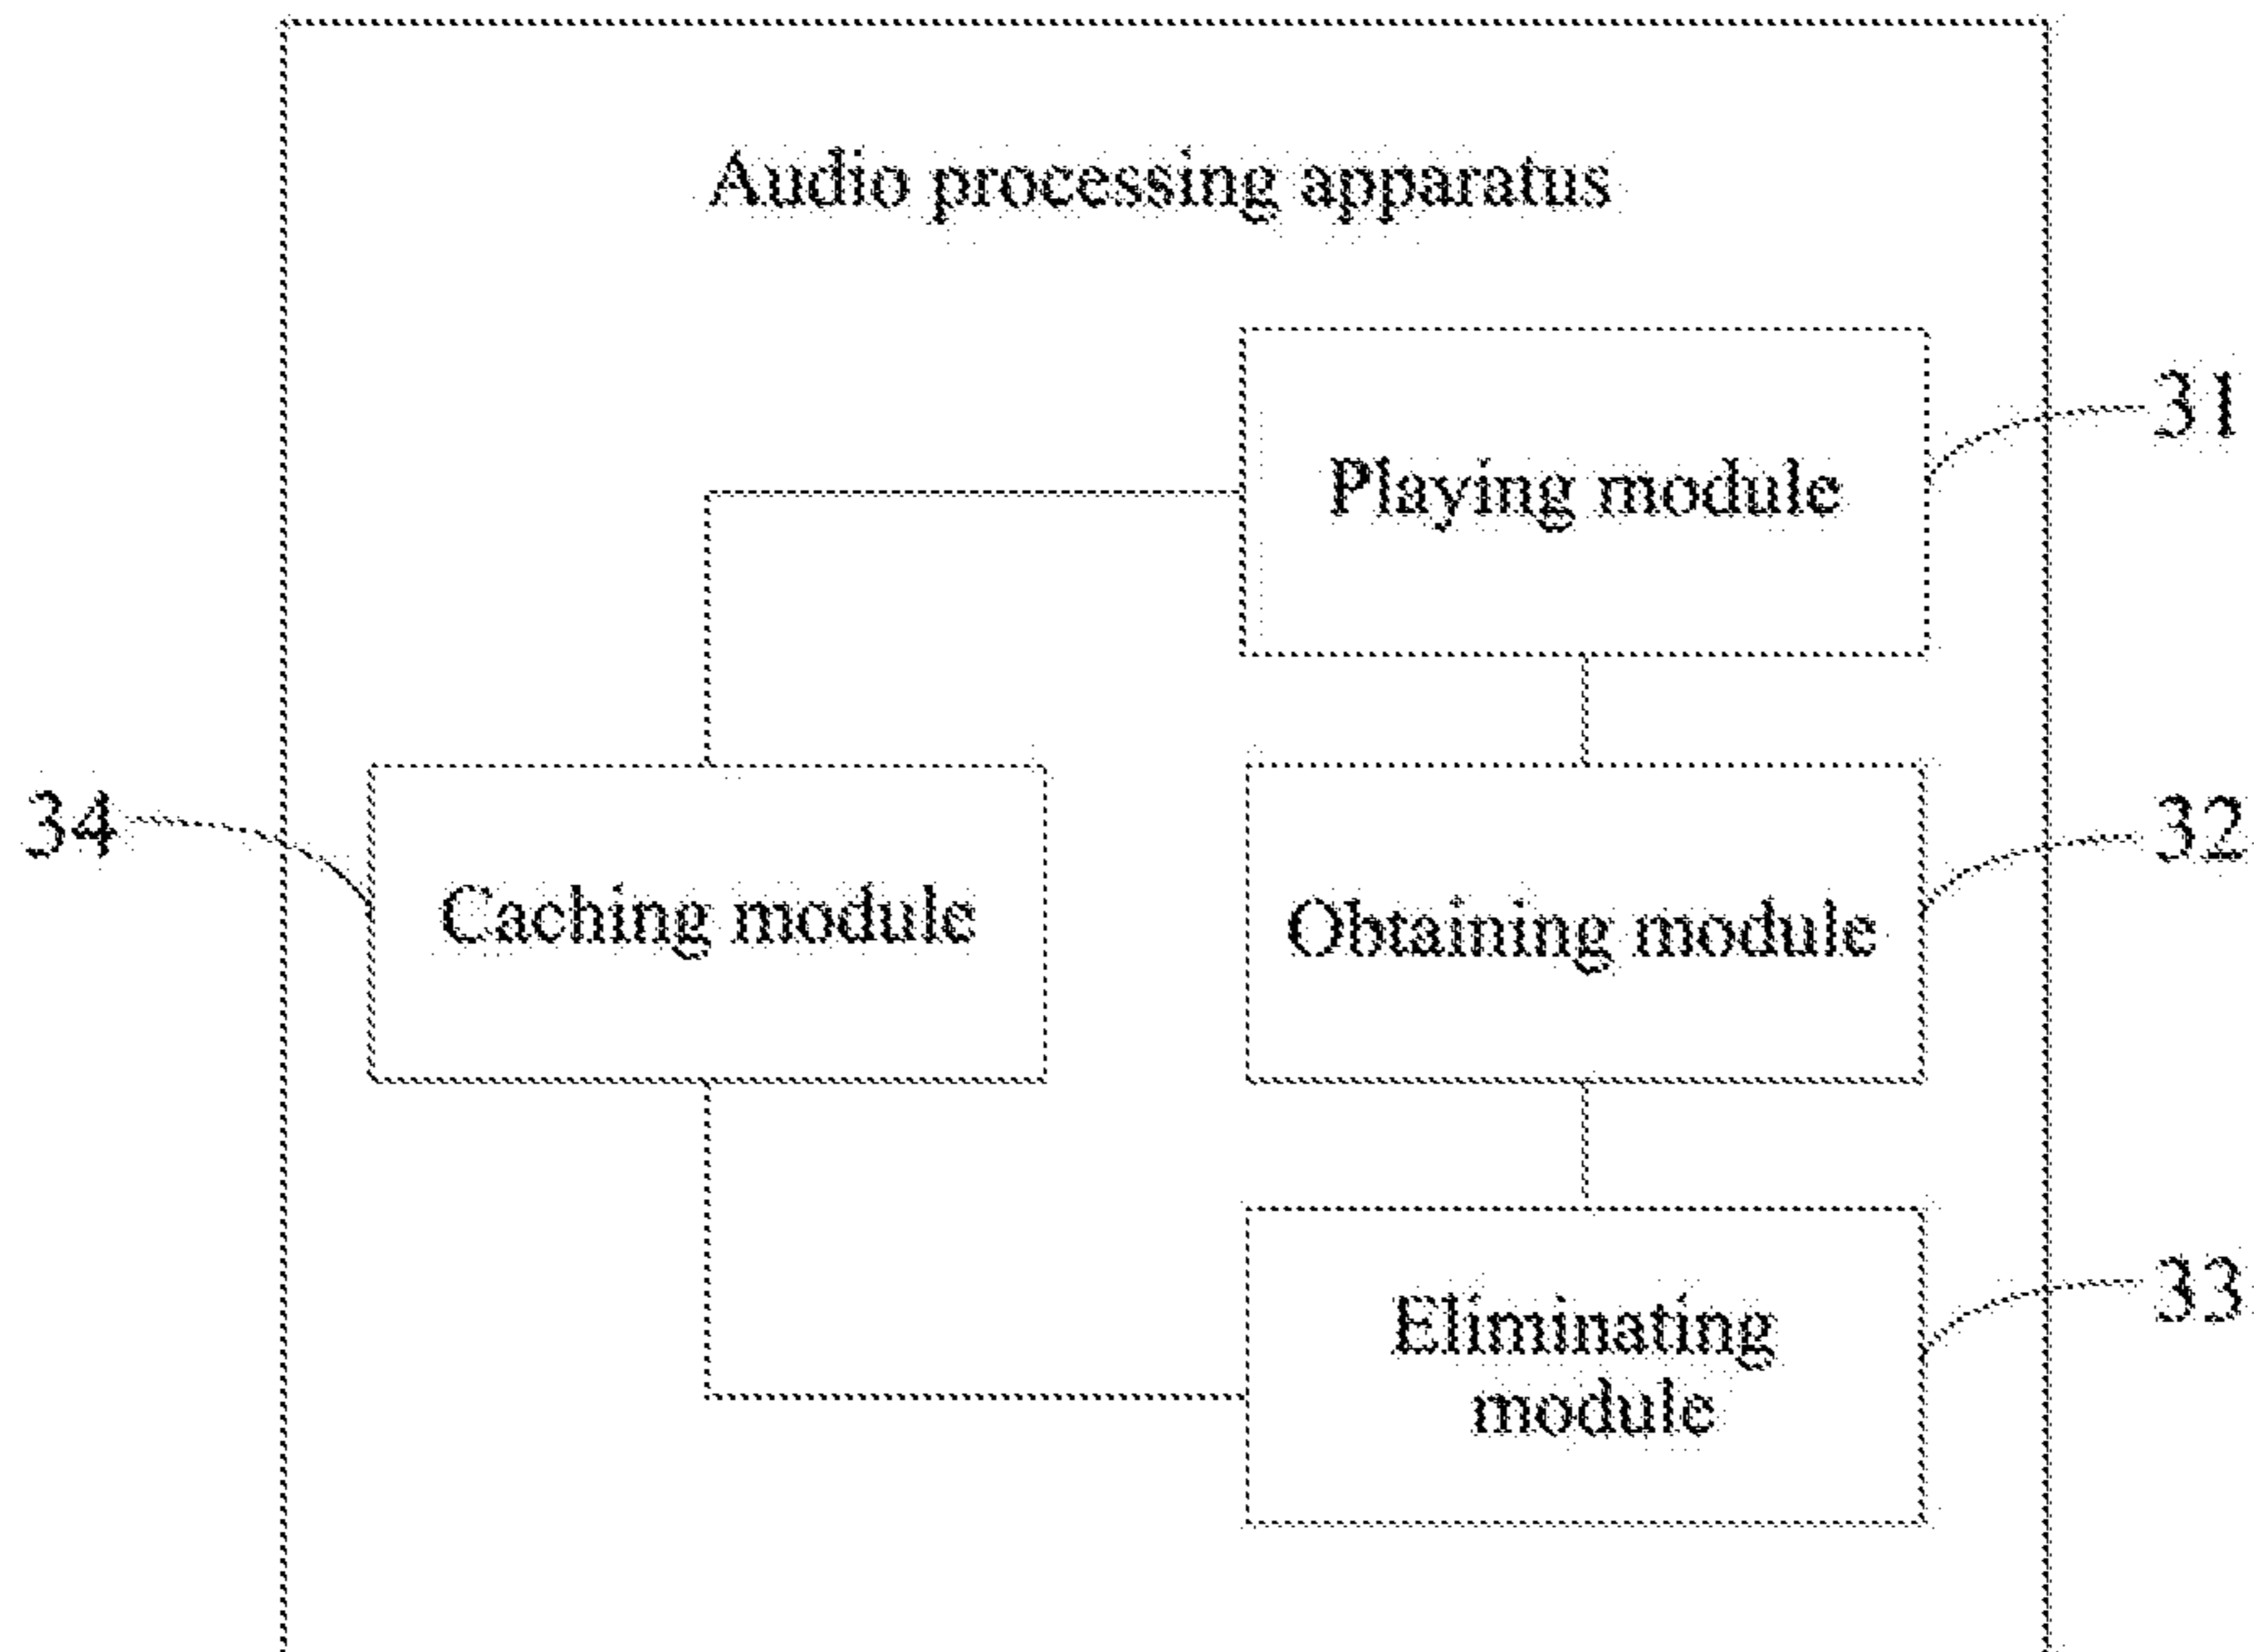 Audio processing apparatus
31
Playing module
34
32
Caching module
Obtaining module
33
Eliminating
module